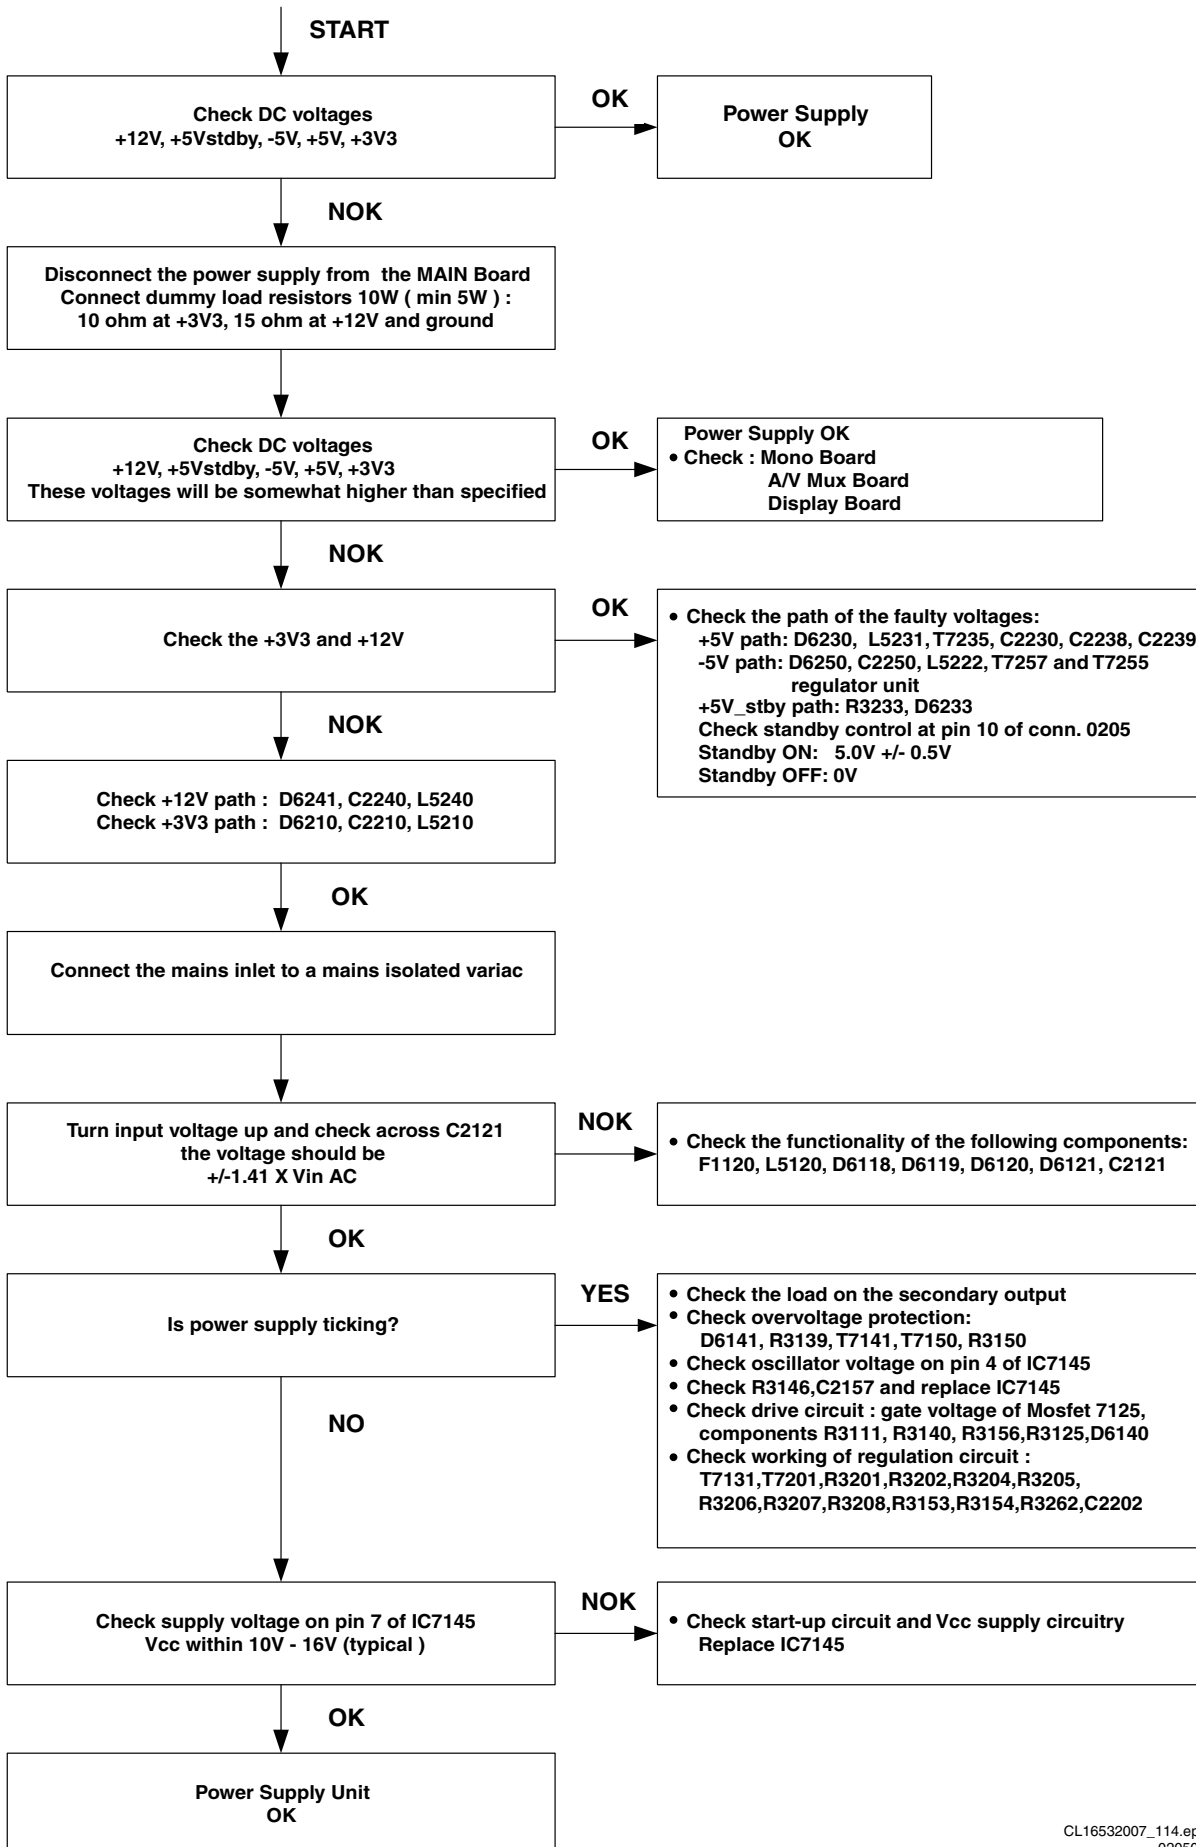 START
Check DC voltages
+12V, +5Vstdby, -5V, +5V, +3V3
OK
Power Supply
OK
NOK
Disconnect the power supply from the MAIN Board
Connect dummy load resistors 10W ( min 5W ) :
10 ohm at +3V3, 15 ohm at +12V and ground
Check DC voltages
+12V, +5Vstdby, -5V, +5V, +3V3
These voltages will be somewhat higher than specified
OK
Power Supply OK
• Check : Mono Board
A/V Mux Board
Display Board
NOK
Check the +3V3 and +12V
OK
• Check the path of the faulty voltages:
+5V path: D6230, L5231, T7235, C2230, C2238, C2239
-5V path: D6250, C2250, L5222, T7257 and T7255
regulator unit
+5V_stby path: R3233, D6233
Check standby control at pin 10 of conn. 0205
Standby ON: 5.0V +/- 0.5V
Standby OFF: 0V
NOK
Check +12V path : D6241, C2240, L5240
Check +3V3 path : D6210, C2210, L5210
OK
Connect the mains inlet to a mains isolated variac
Turn input voltage up and check across C2121
the voltage should be
+/-1.41 X Vin AC
NOK
• Check the functionality of the following components:
F1120, L5120, D6118, D6119, D6120, D6121, C2121
OK
Is power supply ticking?
YES
• Check the load on the secondary output
• Check overvoltage protection:
D6141, R3139, T7141, T7150, R3150
• Check oscillator voltage on pin 4 of IC7145
• Check R3146,C2157 and replace IC7145
• Check drive circuit : gate voltage of Mosfet 7125,
components R3111, R3140, R3156,R3125,D6140
• Check working of regulation circuit :
T7131,T7201,R3201,R3202,R3204,R3205,
R3206,R3207,R3208,R3153,R3154,R3262,C2202
NO
Check supply voltage on pin 7 of IC7145
Vcc within 10V - 16V (typical )
NOK
• Check start-up circuit and Vcc supply circuitry
Replace IC7145
OK
Power Supply Unit
OK